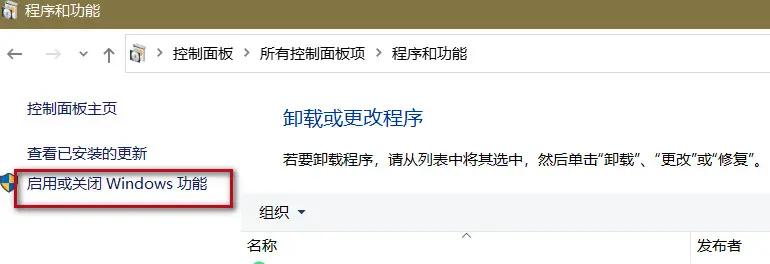 程序和功能
控制面板 > 所有控制面板项 > 程序和功能
控制面板主页
卸载或更改程序
查看已安装的更新
若要卸载程序，请从列表中将其选中，然后单击“卸载”、“更改”或“修复”。
启用或关闭 Windows 功能
组织
名称
发布者